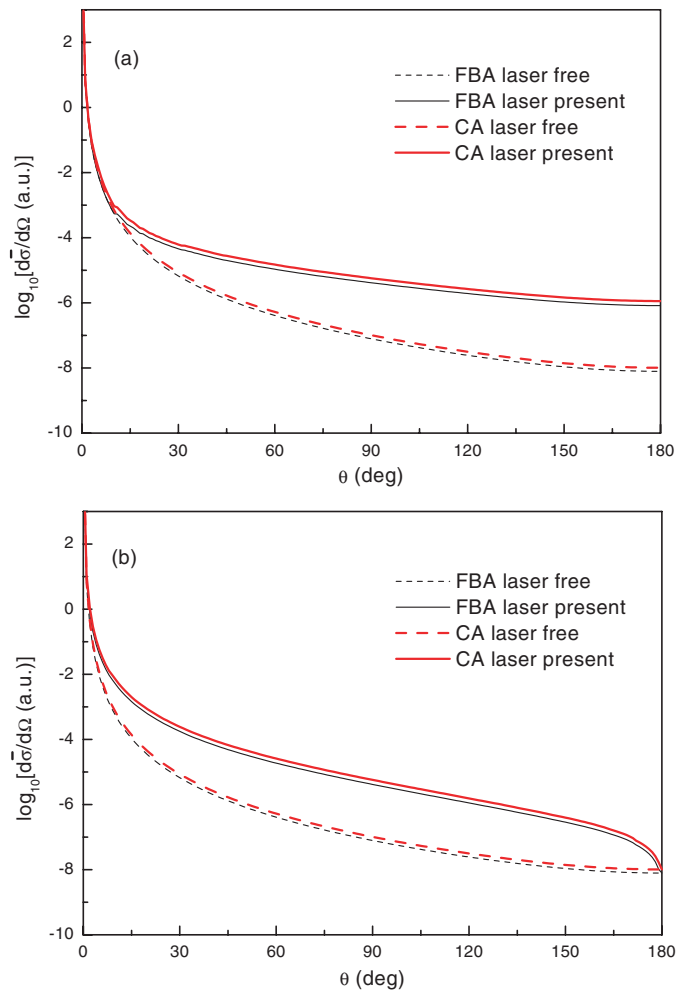 (a)
FBA laser free
FBA laser present
CA laser free
CA laser present
log10[dσ̄/dΩ (a.u.)]
2
0
-2
-4
-6
-8
-10
0 30 60 90 120 150 180
θ (deg)
(b)
FBA laser free
FBA laser present
CA laser free
CA laser present
log10[dσ̄/dΩ (a.u.)]
2
0
-2
-4
-6
-8
-10
0 30 60 90 120 150 180
θ (deg)